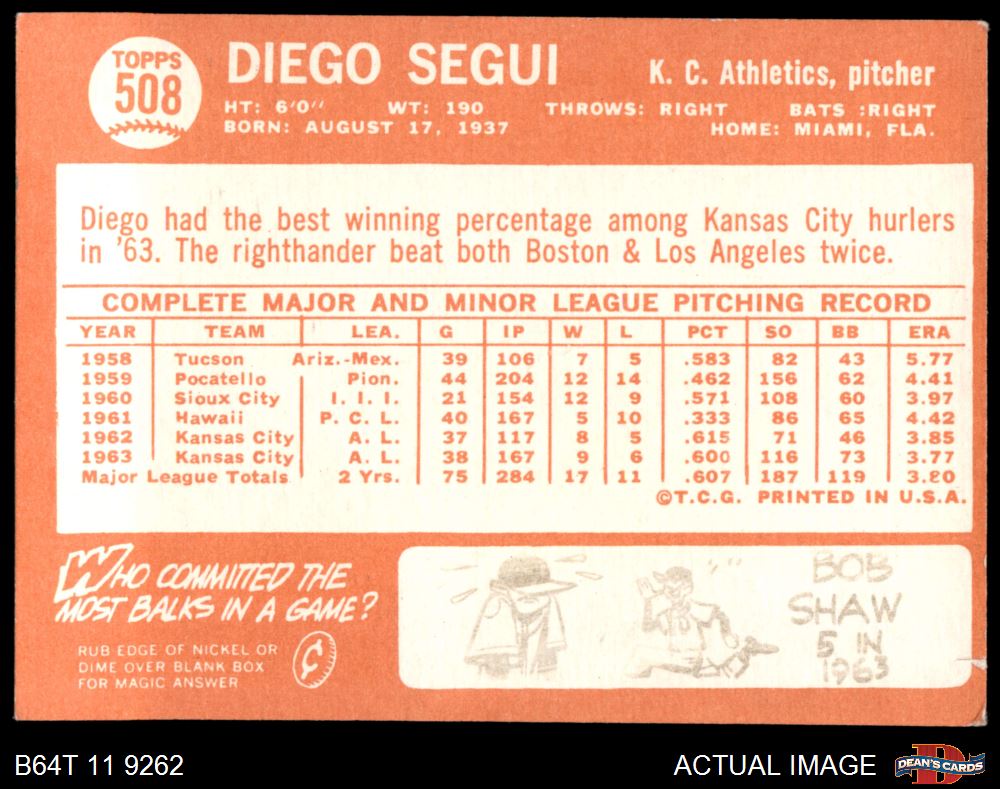 TOPPS
508
DIEGO SEGUI
K. C. Athletics, pitcher
HT: 6'0" WT: 190 THROWS: RIGHT BATS :RIGHT
BORN: AUGUST 17, 1937 HOME: MIAMI, FLA.
Diego had the best winning percentage among Kansas City hurlers
in '63. The righthander beat both Boston & Los Angeles twice.
COMPLETE MAJOR AND MINOR LEAGUE PITCHING RECORD
YEAR TEAM LEA. G IP W L PCT SO BB ERA
1958 Tucson Ariz.-Mex. 39 106 7 5 .583 82 43 5.77
1959 Pocatello Pion. 44 204 12 14 .462 156 62 4.41
1960 Sioux City I. I. I. 21 154 12 9 .571 108 60 3.97
1961 Hawaii P. C. L. 40 167 5 10 .333 86 65 4.42
1962 Kansas City A. L. 37 117 8 5 .615 71 46 3.85
1963 Kansas City A. L. 38 167 9 6 .600 116 73 3.77
Major League Totals 2 Yrs. 75 284 17 11 .607 187 119 3.80
©T.C.G. PRINTED IN U.S.A.
WHO COMMITTED THE
MOST BALKS IN A GAME?
RUB EDGE OF NICKEL OR
DIME OVER BLANK BOX
FOR MAGIC ANSWER
¢
BOB
SHAW
5 IN
1963
B64T 11 9262
ACTUAL IMAGE
D
DEAN'S CARDS